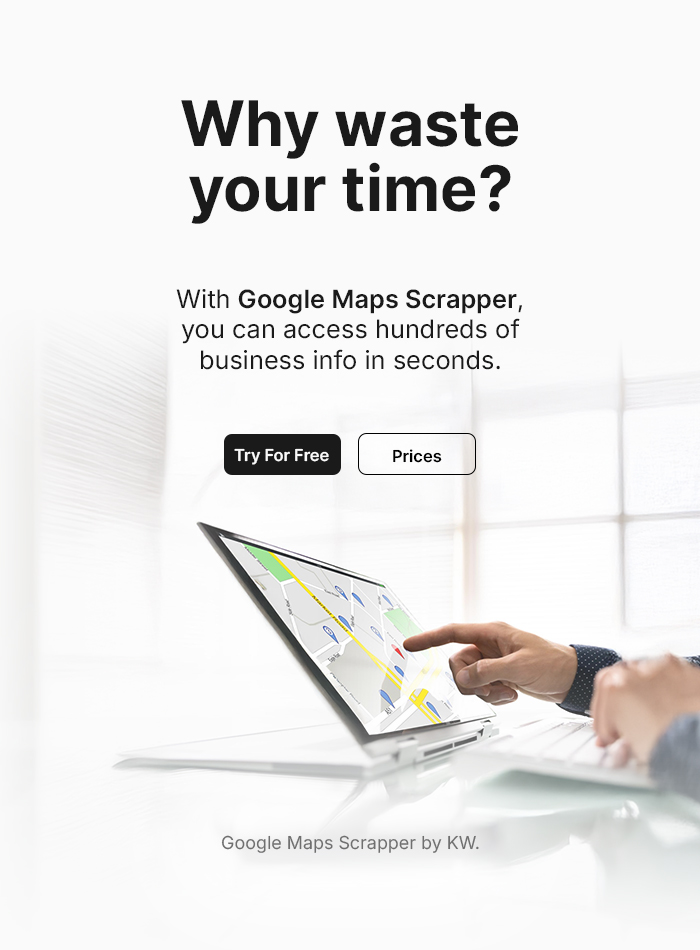 Why waste
your time?
With Google Maps Scrapper,
you can access hundreds of
business info in seconds.
Try For Free
Prices
Google Maps Scrapper by KW.